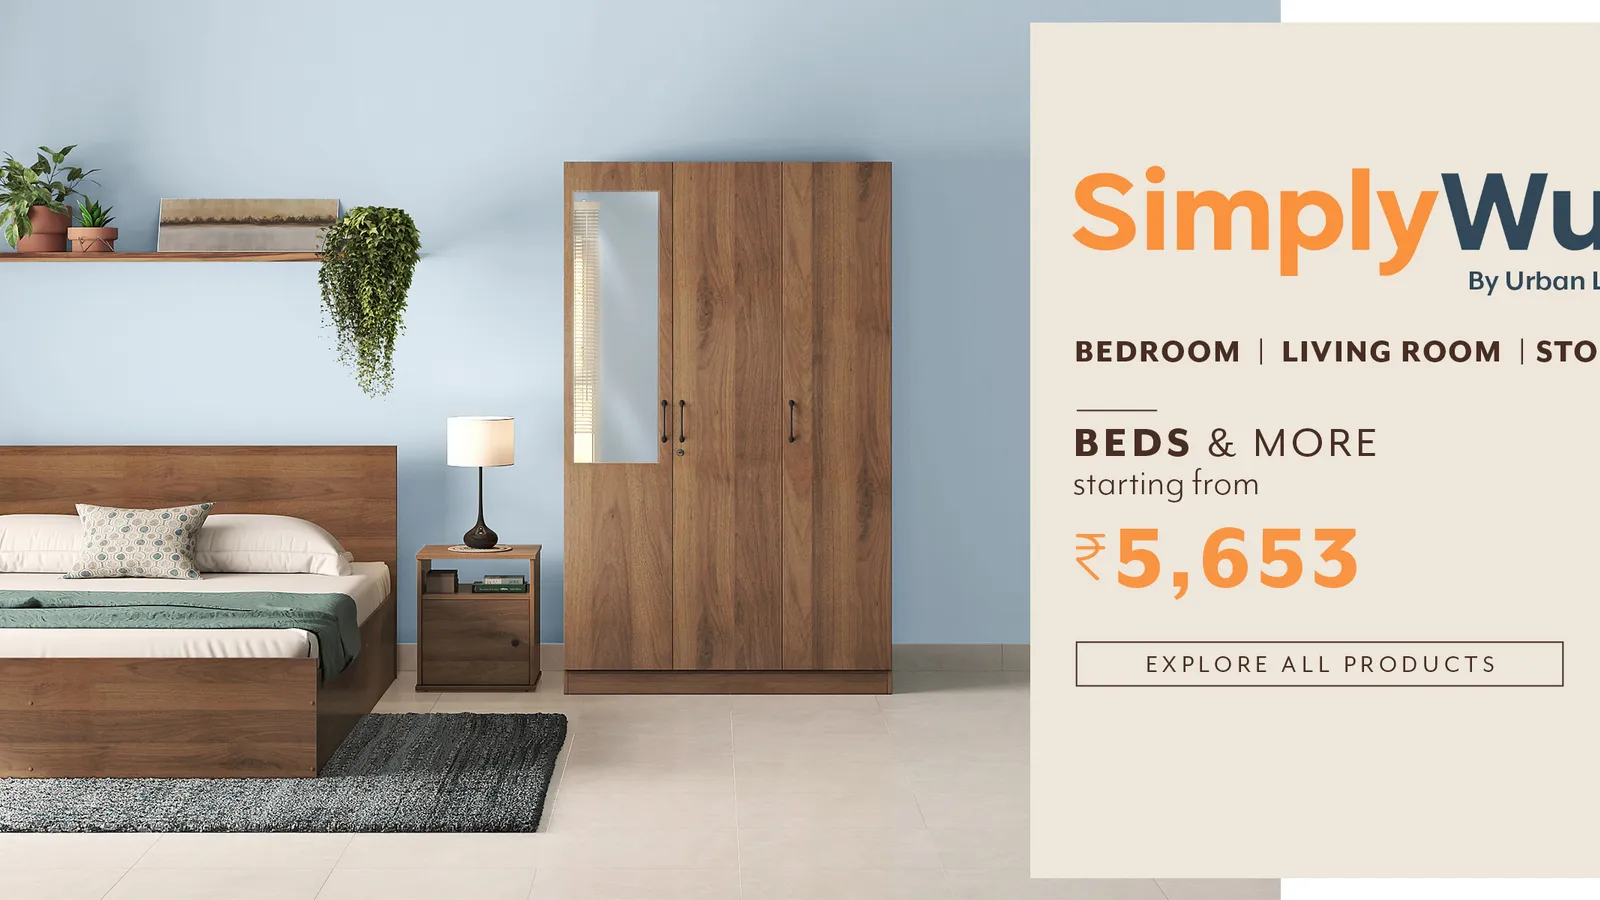 SimplyWu
By Urban L
BEDROOM | LIVING ROOM | STO
BEDS & MORE
starting from
₹5,653
EXPLORE ALL PRODUCTS